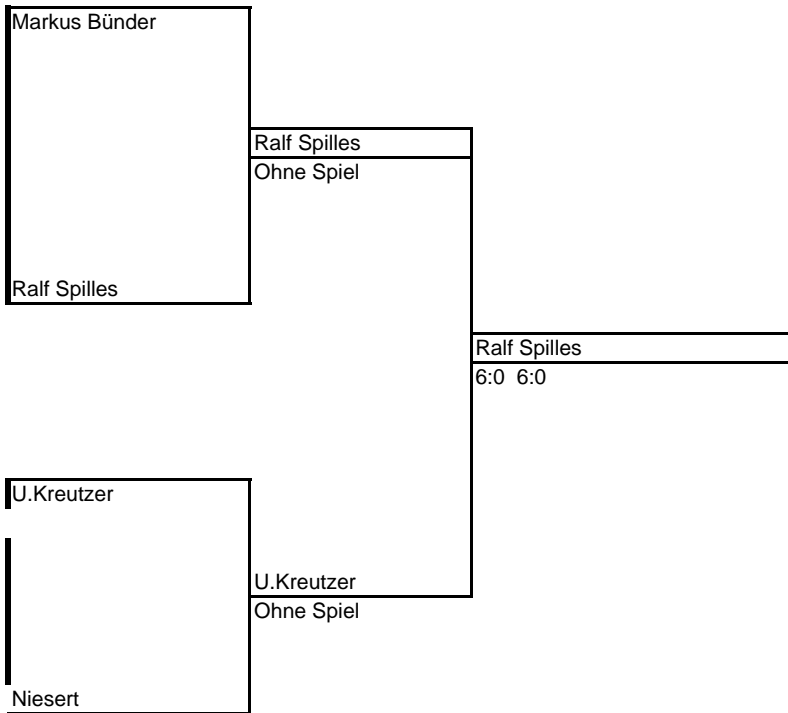 Markus Bünder
Ralf Spilles
Ohne Spiel
Ralf Spilles
Ralf Spilles
6:0 6:0
U.Kreutzer
U.Kreutzer
Ohne Spiel
Niesert